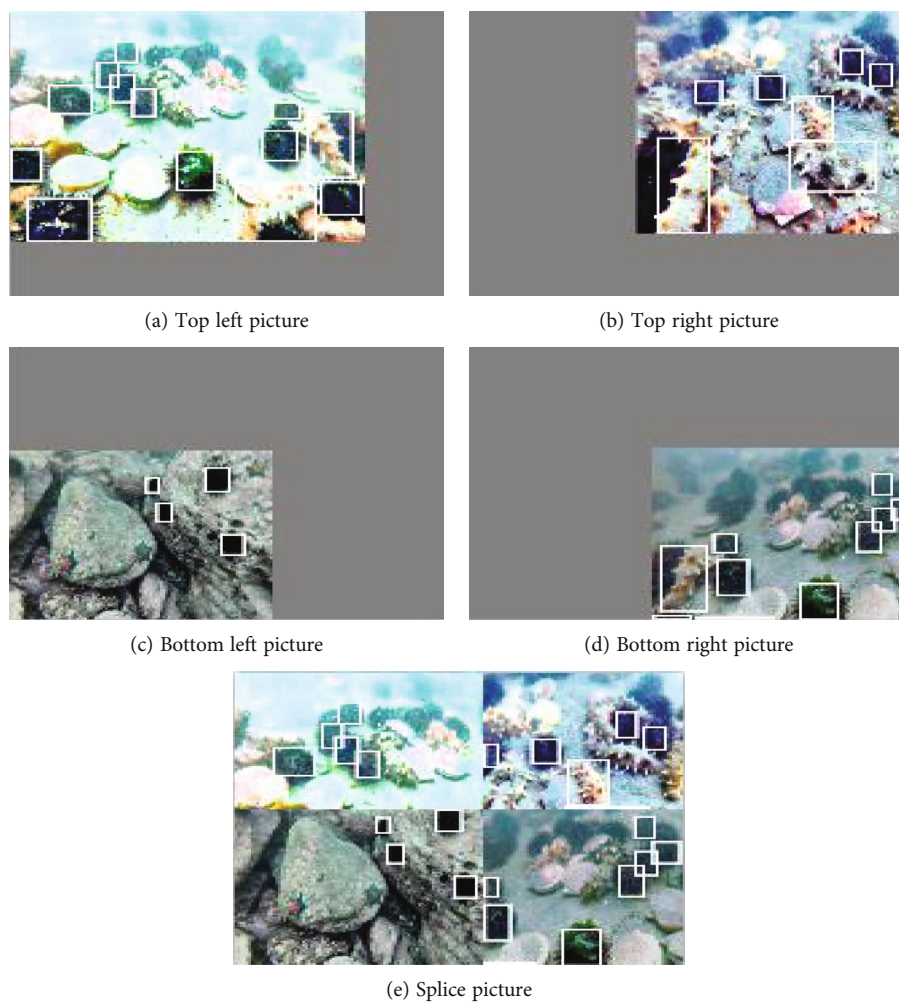 (a) Top left picture
(b) Top right picture
(c) Bottom left picture
(d) Bottom right picture
(e) Splice picture